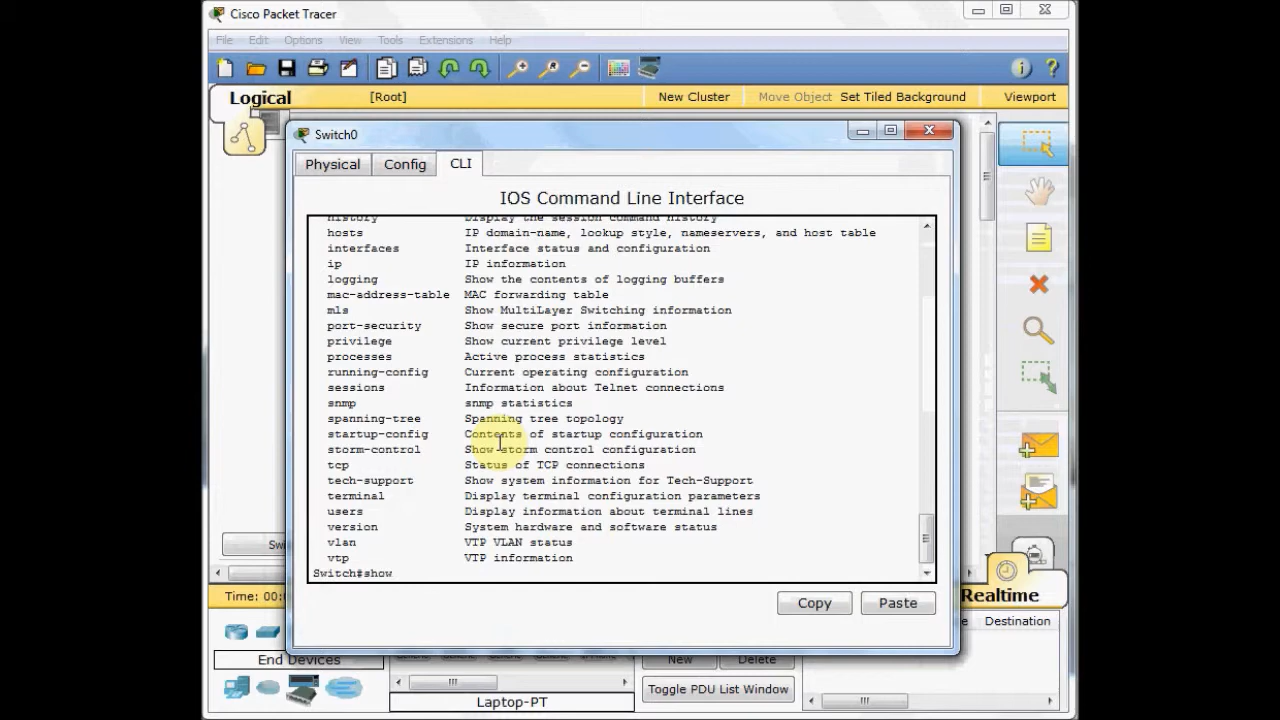 Cisco Packet Tracer
File Edit Options View Tools Extensions Help
Logical [Root] New Cluster Move Object Set Tiled Background Viewport
Switch0
Physical Config CLI
IOS Command Line Interface
history Display the session command history
hosts IP domain-name, lookup style, nameservers, and host table
interfaces Interface status and configuration
ip IP information
logging Show the contents of logging buffers
mac-address-table MAC forwarding table
mls Show MultiLayer Switching information
port-security Show secure port information
privilege Show current privilege level
processes Active process statistics
running-config Current operating configuration
sessions Information about Telnet connections
snmp snmp statistics
spanning-tree Spanning tree topology
startup-config Contents of startup configuration
storm-control Show storm control configuration
tcp Status of TCP connections
tech-support Show system information for Tech-Support
terminal Display terminal configuration parameters
users Display information about terminal lines
version System hardware and software status
vlan VTP VLAN status
vtp VTP information
Switch#show
Copy Paste
Time: 00: Realtime
Destination
End Devices New Delete
Toggle PDU List Window
Laptop-PT